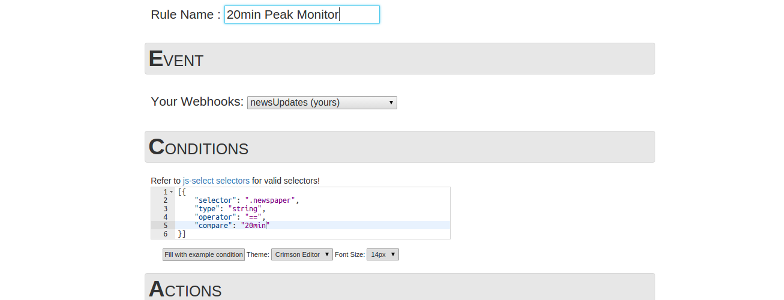 Rule Name : 20min Peak Monitor
EVENT
Your Webhooks: newsUpdates (yours)
CONDITIONS
Refer to js-select selectors for valid selectors!
1 [{
2 "selector": ".newspaper",
3 "type": "string",
4 "operator": "==",
5 "compare": "20min"
6 }]
Fill with example condition Theme: Crimson Editor Font Size: 14px
ACTIONS